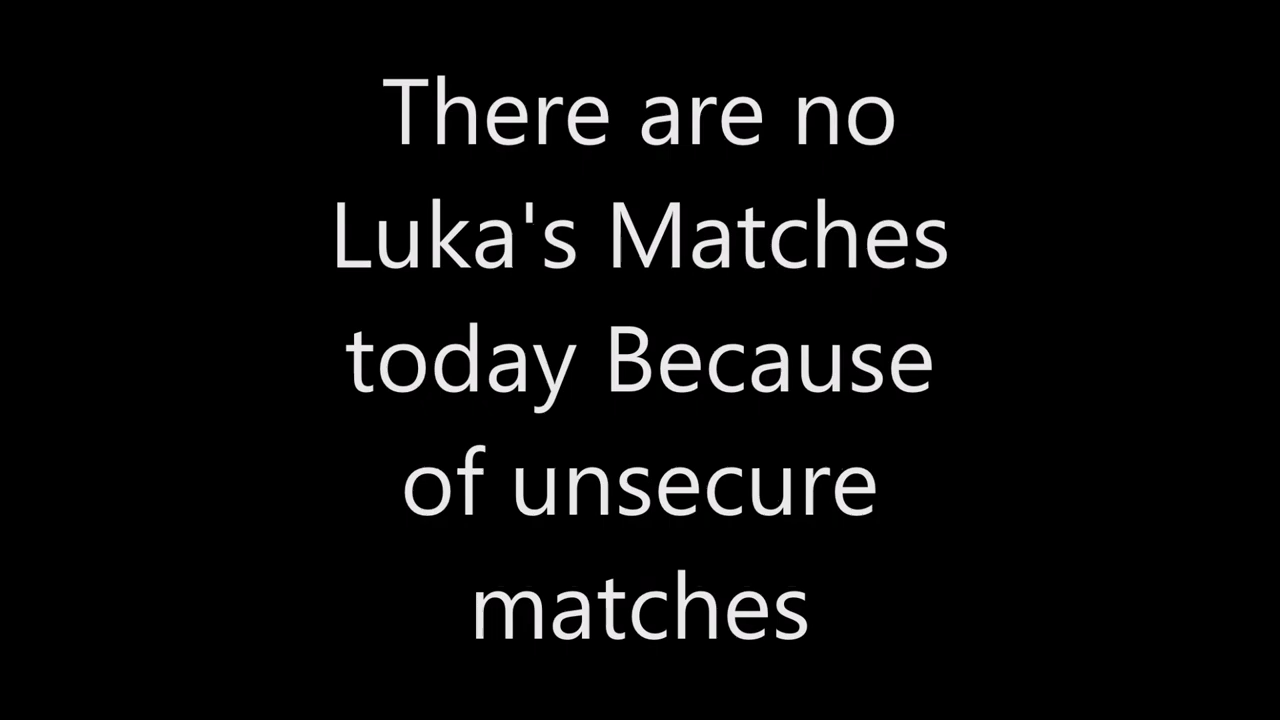 There are no
Luka's Matches
today Because
of unsecure
matches